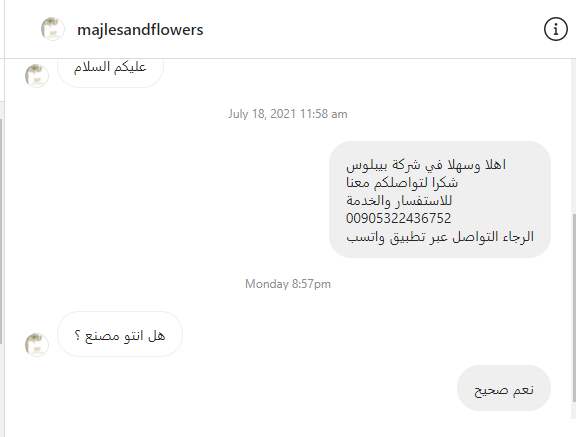 majlesandflowers
عليكم السلام
July 18, 2021 11:58 am
اهلا وسهلا في شركة بيبلوس
شكرا لتواصلكم معنا
للاستفسار والخدمة
00905322436752
الرجاء التواصل عبر تطبيق واتسب
Monday 8:57pm
هل انتو مصنع ؟
نعم صحيح